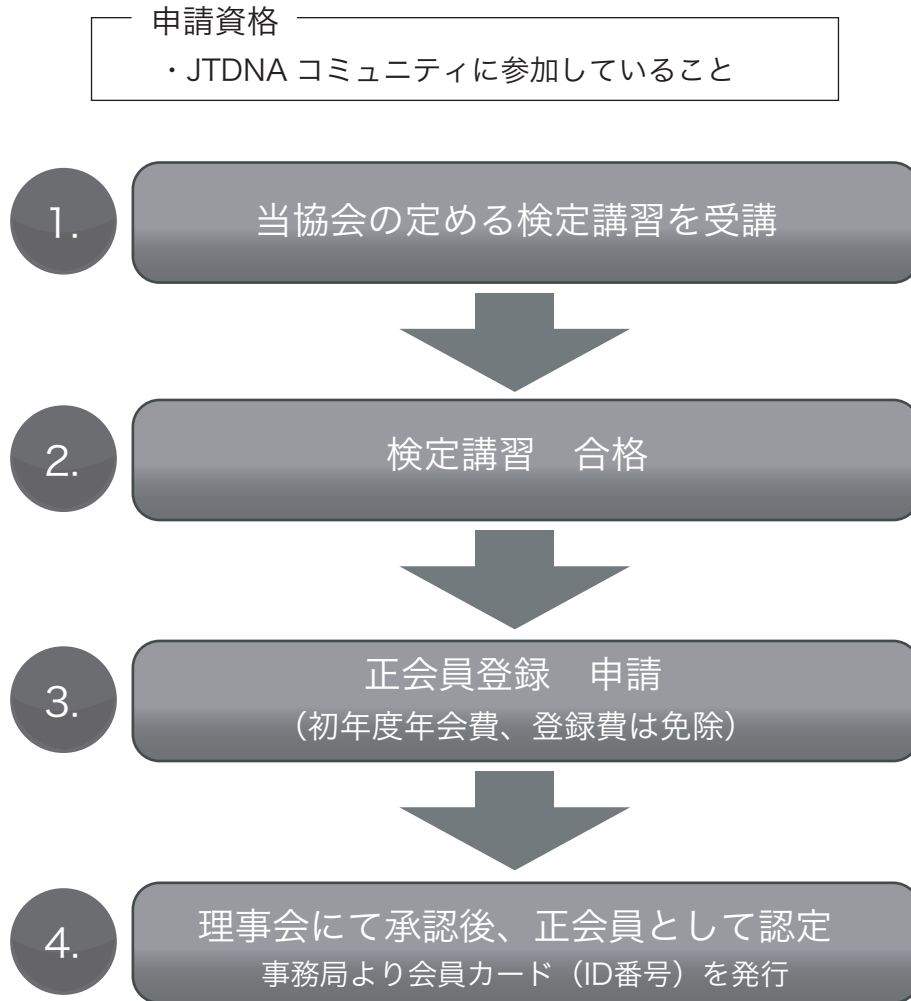 申請資格
・JTDNA コミュニティに参加していること
1.
当協会の定める検定講習を受講
2.
検定講習　合格
3.
正会員登録　申請
（初年度年会費、登録費は免除）
4.
理事会にて承認後、正会員として認定
事務局より会員カード（ID番号）を発行